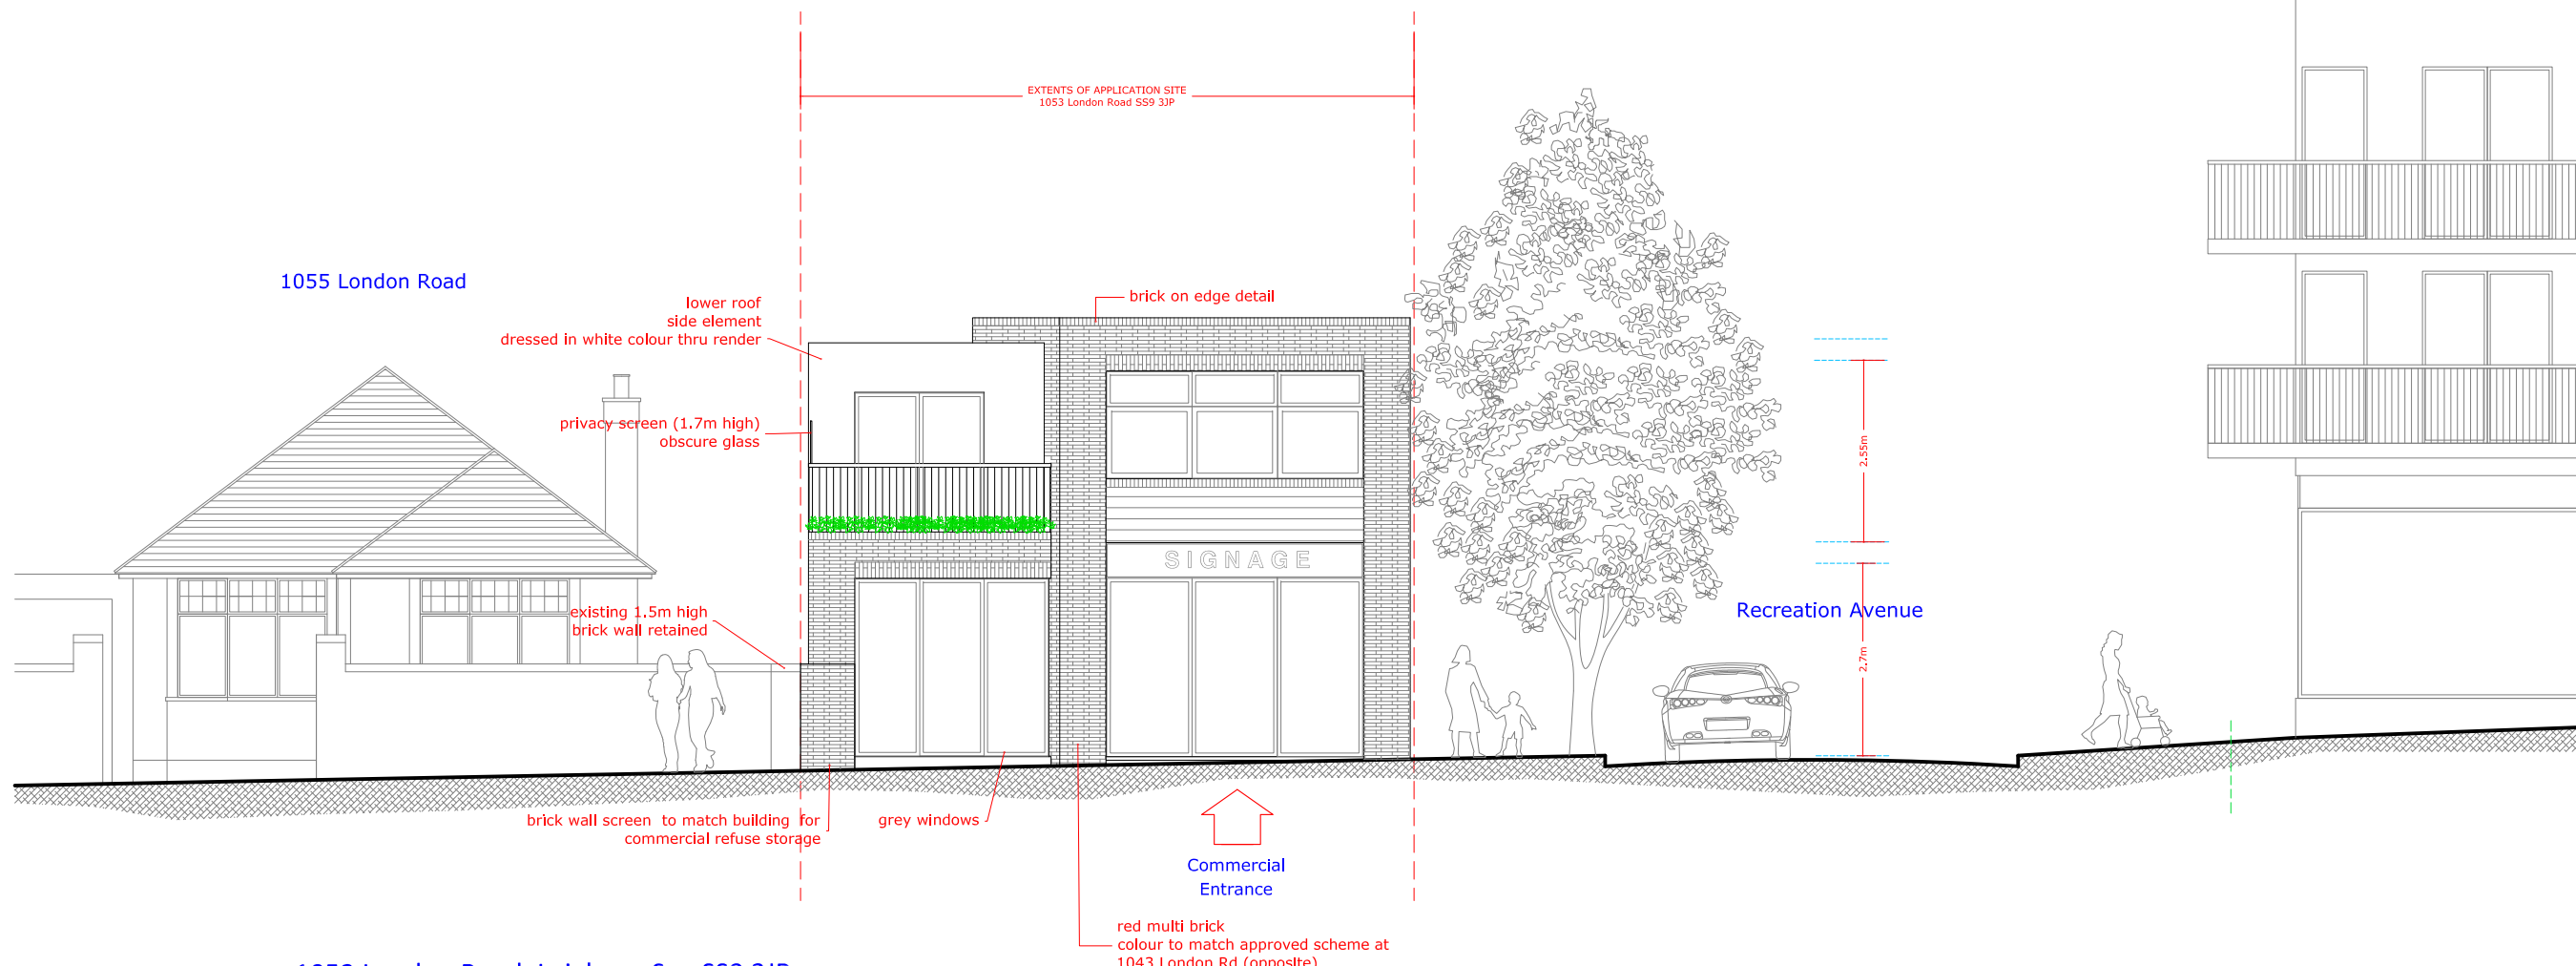 EXTENTS OF APPLICATION SITE
1053 London Road SS9 3JP
1055 London Road
lower roof
side element
dressed in white colour thru render
brick on edge detail
privacy screen (1.7m high)
obscure glass
2.55m
SIGNAGE
existing 1.5m high
brick wall retained
Recreation Avenue
2.7m
brick wall screen to match building for
commercial refuse storage
grey windows
Commercial
Entrance
red multi brick
colour to match approved scheme at
1043 London Rd (opposite)